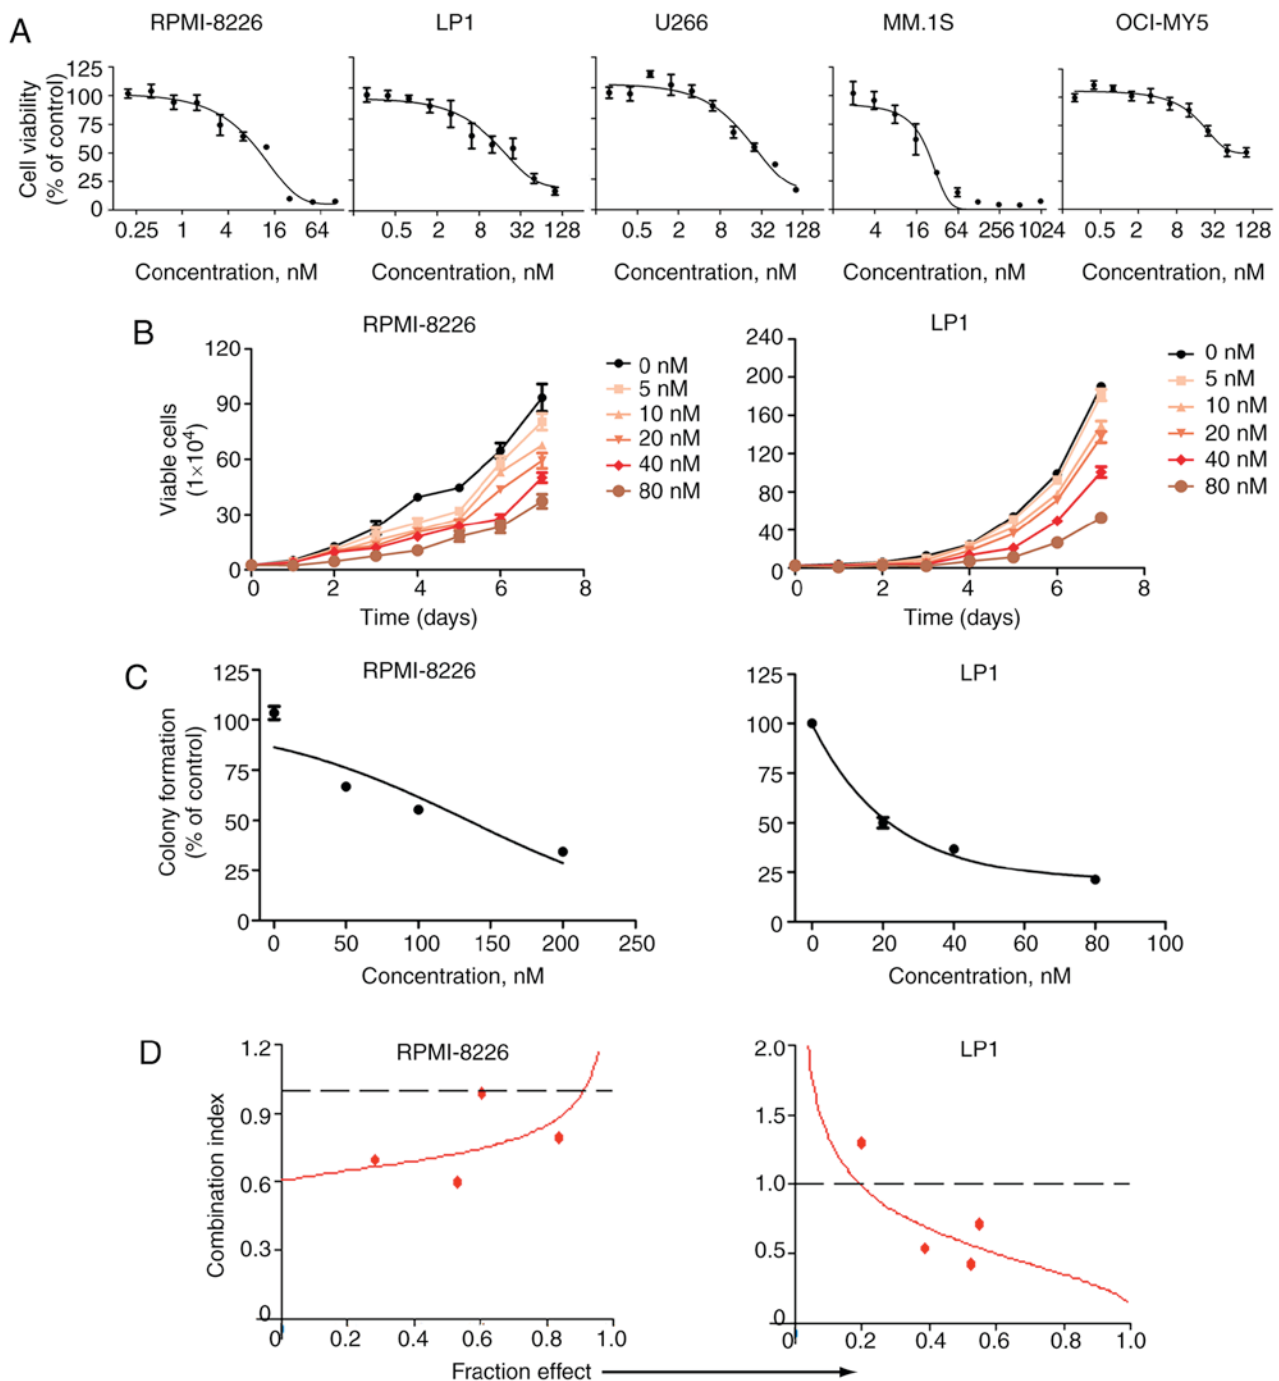 A
RPMI-8226 LP1 U266 MM.1S OCI-MY5
Cell viability
(% of control)
125
100
75
50
25
0
0.25 1 4 16 64
0.5 2 8 32 128
0.5 2 8 32 128
4 16 64 256 1024
0.5 2 8 32 128
Concentration, nM Concentration, nM Concentration, nM Concentration, nM Concentration, nM
B
RPMI-8226
Viable cells
(1×10⁴)
120
90
60
30
0
0 2 4 6 8
Time (days)
0 nM
5 nM
10 nM
20 nM
40 nM
80 nM
LP1
240
200
160
120
80
40
0
0 2 4 6 8
Time (days)
0 nM
5 nM
10 nM
20 nM
40 nM
80 nM
C
RPMI-8226
Colony formation
(% of control)
125
100
75
50
25
0
0 50 100 150 200 250
Concentration, nM
LP1
125
100
75
50
25
0
0 20 40 60 80 100
Concentration, nM
D
RPMI-8226
Combination index
1.2
0.9
0.6
0.3
0
0 0.2 0.4 0.6 0.8 1.0
LP1
2.0
1.5
1.0
0.5
0
0 0.2 0.4 0.6 0.8 1.0
Fraction effect